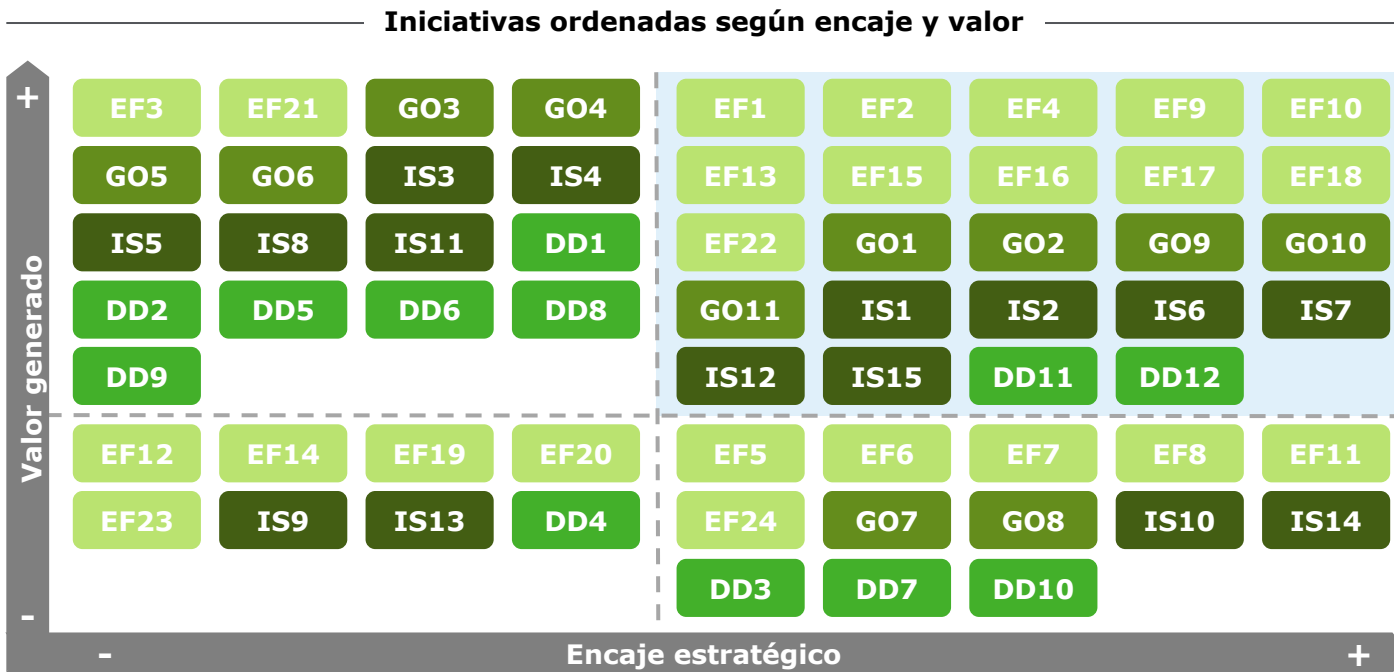 Iniciativas ordenadas según encaje y valor
+
EF3 EF21 GO3 GO4 EF1 EF2 EF4 EF9 EF10
GO5 GO6 IS3 IS4 EF13 EF15 EF16 EF17 EF18
IS5 IS8 IS11 DD1 EF22 GO1 GO2 GO9 GO10
DD2 DD5 DD6 DD8 GO11 IS1 IS2 IS6 IS7
DD9 IS12 IS15 DD11 DD12
Valor generado
EF12 EF14 EF19 EF20 EF5 EF6 EF7 EF8 EF11
EF23 IS9 IS13 DD4 EF24 GO7 GO8 IS10 IS14
DD3 DD7 DD10
-
- Encaje estratégico +